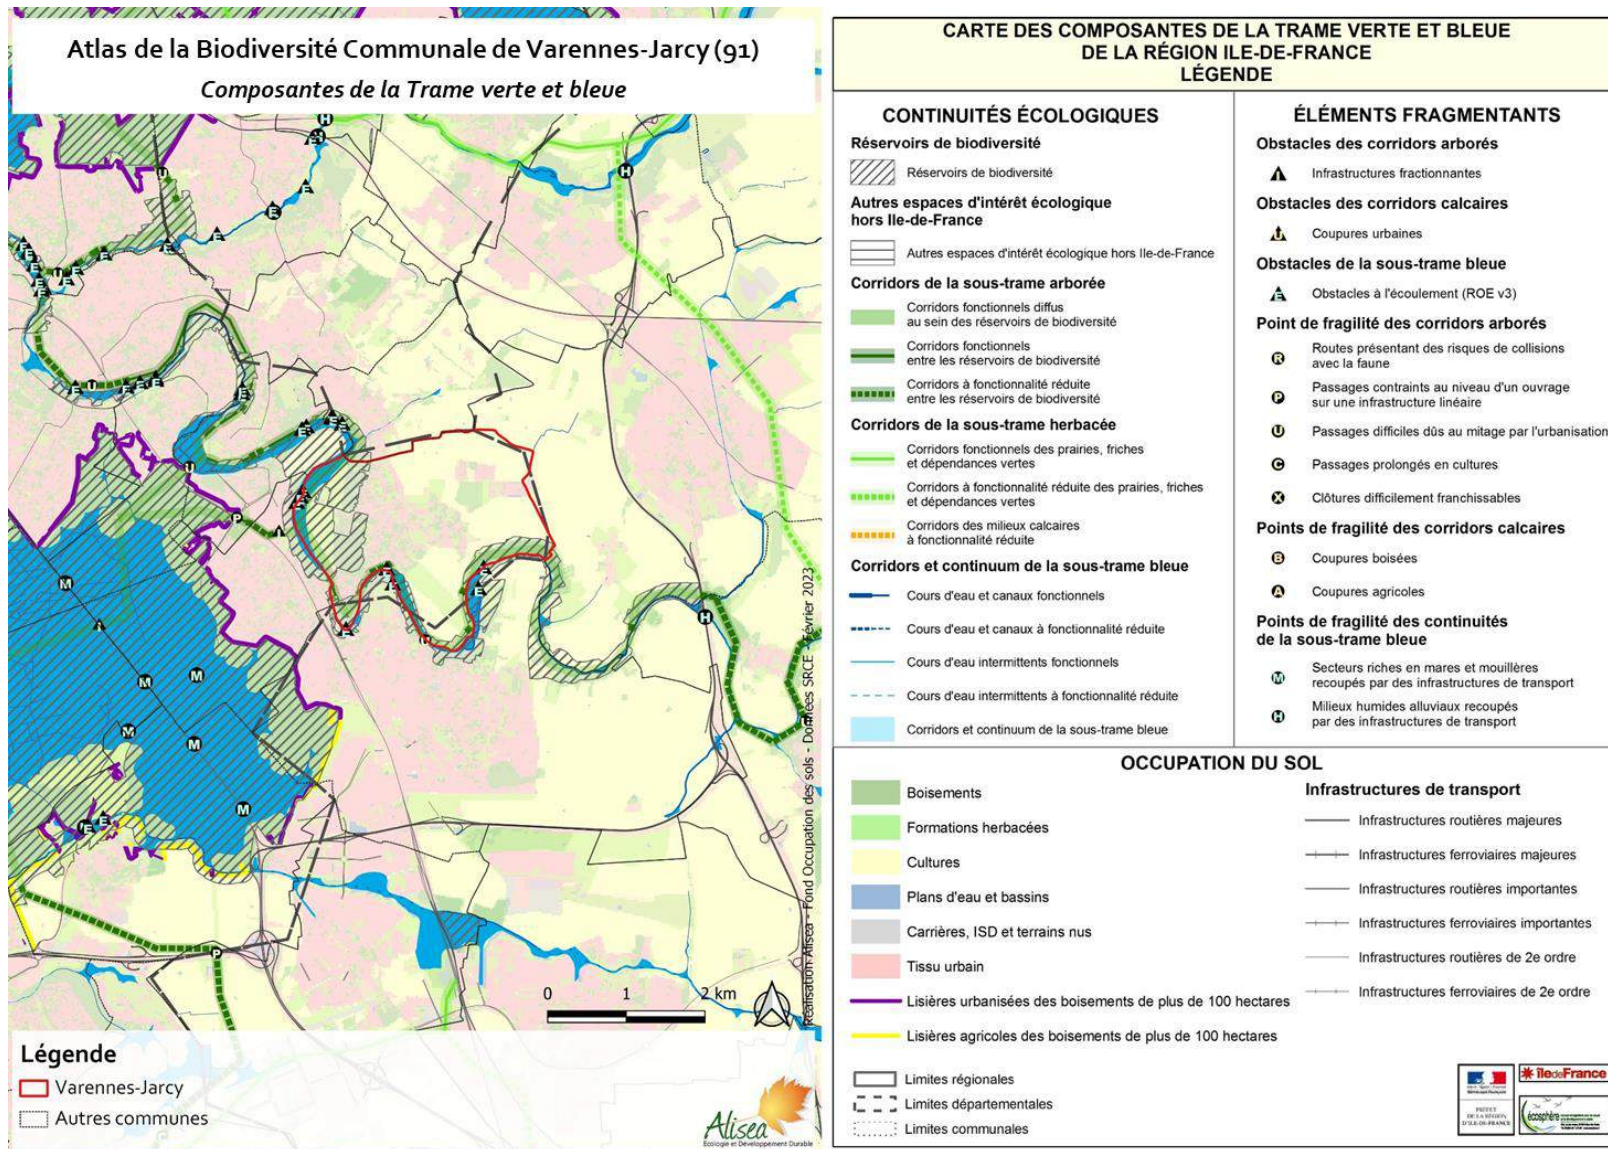 Atlas de la Biodiversité Communale de Varennes-Jarcy (91)
Composantes de la Trame verte et bleue
Réalisation Alisea - Fond Occupation des sols - Données SRCE - Février 2023
0 1 2 km
Légende
Varennes-Jarcy
Autres communes
Alisea
Ecologie et Développement Durable
CARTE DES COMPOSANTES DE LA TRAME VERTE ET BLEUE
DE LA RÉGION ILE-DE-FRANCE
LÉGENDE
CONTINUITÉS ÉCOLOGIQUES
Réservoirs de biodiversité
Réservoirs de biodiversité
Autres espaces d'intérêt écologique
hors Ile-de-France
Autres espaces d'intérêt écologique hors Ile-de-France
Corridors de la sous-trame arborée
Corridors fonctionnels diffus
au sein des réservoirs de biodiversité
Corridors fonctionnels
entre les réservoirs de biodiversité
Corridors à fonctionnalité réduite
entre les réservoirs de biodiversité
Corridors de la sous-trame herbacée
Corridors fonctionnels des prairies, friches
et dépendances vertes
Corridors à fonctionnalité réduite des prairies, friches
et dépendances vertes
Corridors des milieux calcaires
à fonctionnalité réduite
Corridors et continuum de la sous-trame bleue
Cours d'eau et canaux fonctionnels
Cours d'eau et canaux à fonctionnalité réduite
Cours d'eau intermittents fonctionnels
Cours d'eau intermittents à fonctionnalité réduite
Corridors et continuum de la sous-trame bleue
ÉLÉMENTS FRAGMENTANTS
Obstacles des corridors arborés
I Infrastructures fractionnantes
Obstacles des corridors calcaires
U Coupures urbaines
Obstacles de la sous-trame bleue
E Obstacles à l'écoulement (ROE v3)
Point de fragilité des corridors arborés
R Routes présentant des risques de collisions
avec la faune
P Passages contraints au niveau d'un ouvrage
sur une infrastructure linéaire
U Passages difficiles dûs au mitage par l'urbanisation
C Passages prolongés en cultures
X Clôtures difficilement franchissables
Points de fragilité des corridors calcaires
B Coupures boisées
A Coupures agricoles
Points de fragilité des continuités
de la sous-trame bleue
M Secteurs riches en mares et mouillères
recoupés par des infrastructures de transport
H Milieux humides alluviaux recoupés
par des infrastructures de transport
OCCUPATION DU SOL
Boisements
Formations herbacées
Cultures
Plans d'eau et bassins
Carrières, ISD et terrains nus
Tissu urbain
Lisières urbanisées des boisements de plus de 100 hectares
Lisières agricoles des boisements de plus de 100 hectares
Limites régionales
Limites départementales
Limites communales
Infrastructures de transport
Infrastructures routières majeures
Infrastructures ferroviaires majeures
Infrastructures routières importantes
Infrastructures ferroviaires importantes
Infrastructures routières de 2e ordre
Infrastructures ferroviaires de 2e ordre
PRÉFET
DE LA RÉGION
D'ILE-DE-FRANCE
îledeFrance
écosphère